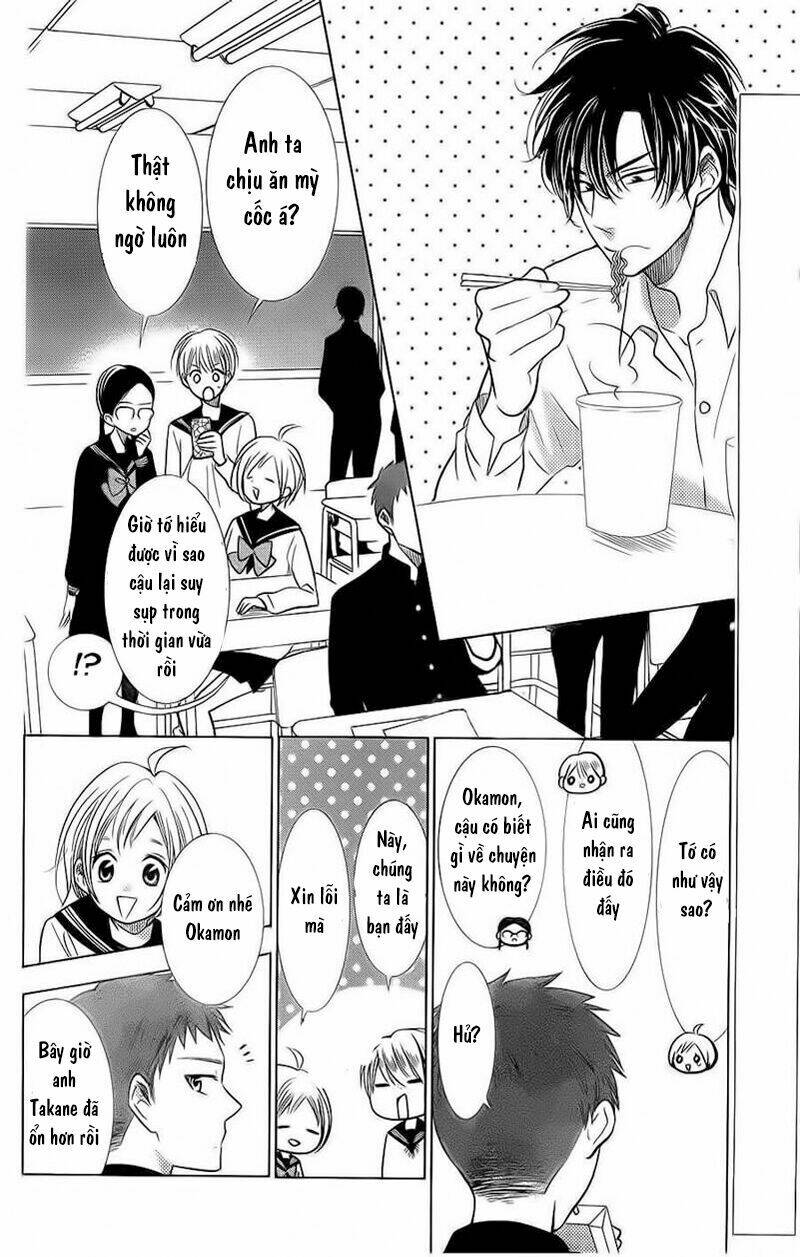 Anh ta
chịu ăn mỳ
cốc á?
Thật
không
ngờ luôn
Giờ tớ hiểu
được vì sao
cậu lại suy
sụp trong
thời gian vừa
rồi
!?
Tớ có
như vậy
sao?
Ai cũng
nhận ra
điều đó
đấy
Okamon,
cậu có biết
gì về chuyện
này không?
Hủ?
Này,
chúng
ta là
bạn đấy
Xin lỗi
mà
Cảm ơn nhé
Okamon
Bây giờ
anh
Takane đã
ổn hơn rồi